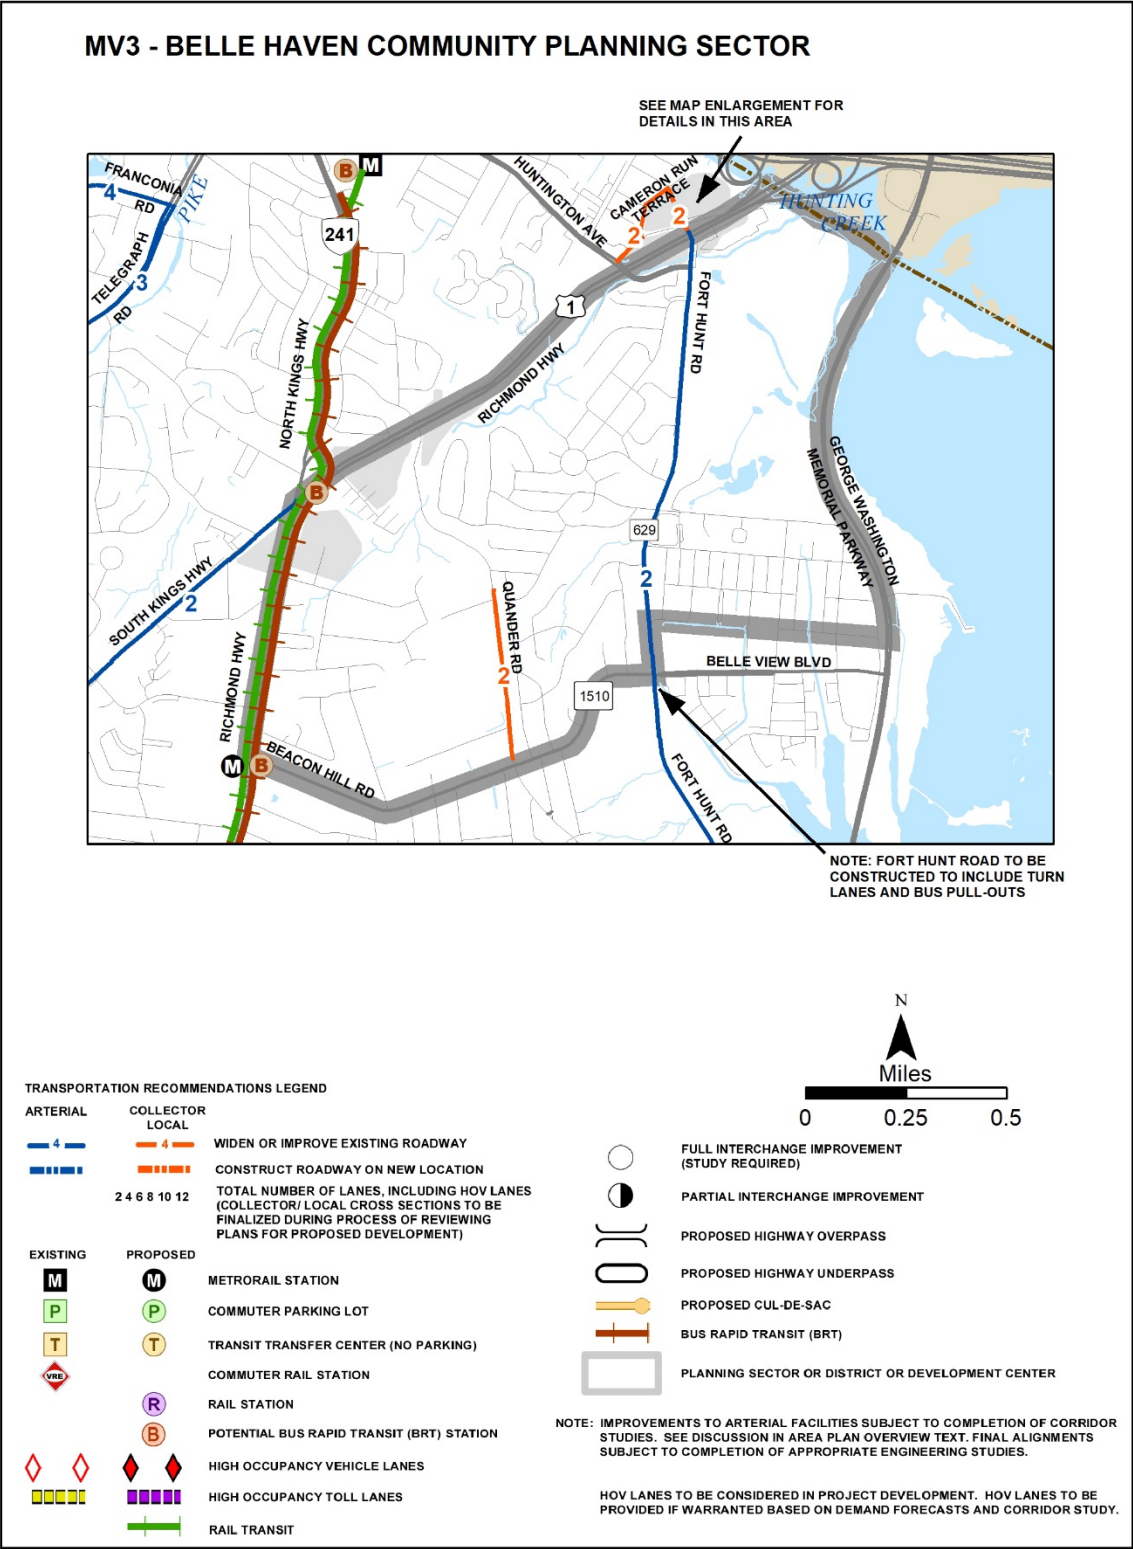 MV3 - BELLE HAVEN COMMUNITY PLANNING SECTOR
SEE MAP ENLARGEMENT FOR
DETAILS IN THIS AREA
FRANCONIA
RD
4
PIKE
TELEGRAPH
RD
3
B
M
241
HUNTINGTON AVE
CAMERON RUN
TERRACE
2
2
HUNTING
CREEK
1
RICHMOND HWY
NORTH KINGS HWY
FORT HUNT RD
GEORGE WASHINGTON
MEMORIAL PARKWAY
B
629
2
SOUTH KINGS HWY
2
QUANDER RD
2
RICHMOND HWY
BELLE VIEW BLVD
1510
M
B
BEACON HILL RD
FORT HUNT RD
NOTE: FORT HUNT ROAD TO BE
CONSTRUCTED TO INCLUDE TURN
LANES AND BUS PULL-OUTS
N
Miles
0 0.25 0.5
TRANSPORTATION RECOMMENDATIONS LEGEND
ARTERIAL
COLLECTOR
LOCAL
4 4 WIDEN OR IMPROVE EXISTING ROADWAY
CONSTRUCT ROADWAY ON NEW LOCATION
2 4 6 8 10 12 TOTAL NUMBER OF LANES, INCLUDING HOV LANES
(COLLECTOR/ LOCAL CROSS SECTIONS TO BE
FINALIZED DURING PROCESS OF REVIEWING
PLANS FOR PROPOSED DEVELOPMENT)
EXISTING PROPOSED
M M METRORAIL STATION
P P COMMUTER PARKING LOT
T T TRANSIT TRANSFER CENTER (NO PARKING)
VRE COMMUTER RAIL STATION
R RAIL STATION
B POTENTIAL BUS RAPID TRANSIT (BRT) STATION
HIGH OCCUPANCY VEHICLE LANES
HIGH OCCUPANCY TOLL LANES
RAIL TRANSIT
FULL INTERCHANGE IMPROVEMENT
(STUDY REQUIRED)
PARTIAL INTERCHANGE IMPROVEMENT
PROPOSED HIGHWAY OVERPASS
PROPOSED HIGHWAY UNDERPASS
PROPOSED CUL-DE-SAC
BUS RAPID TRANSIT (BRT)
PLANNING SECTOR OR DISTRICT OR DEVELOPMENT CENTER
NOTE: IMPROVEMENTS TO ARTERIAL FACILITIES SUBJECT TO COMPLETION OF CORRIDOR
STUDIES. SEE DISCUSSION IN AREA PLAN OVERVIEW TEXT. FINAL ALIGNMENTS
SUBJECT TO COMPLETION OF APPROPRIATE ENGINEERING STUDIES.
HOV LANES TO BE CONSIDERED IN PROJECT DEVELOPMENT. HOV LANES TO BE
PROVIDED IF WARRANTED BASED ON DEMAND FORECASTS AND CORRIDOR STUDY.